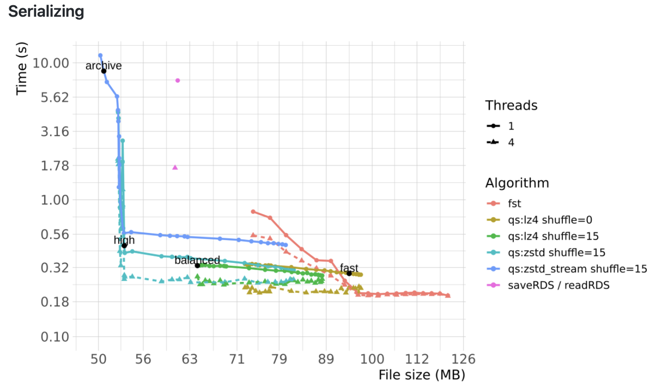 Serializing
Time (s)
10.00
5.62
3.16
1.78
1.00
0.56
0.32
0.18
0.10
archive
high
balanced
fast
50 56 63 71 79 89 100 112 126
File size (MB)
Threads
1
4
Algorithm
fst
qs:lz4 shuffle=0
qs:lz4 shuffle=15
qs:zstd shuffle=15
qs:zstd_stream shuffle=15
saveRDS / readRDS